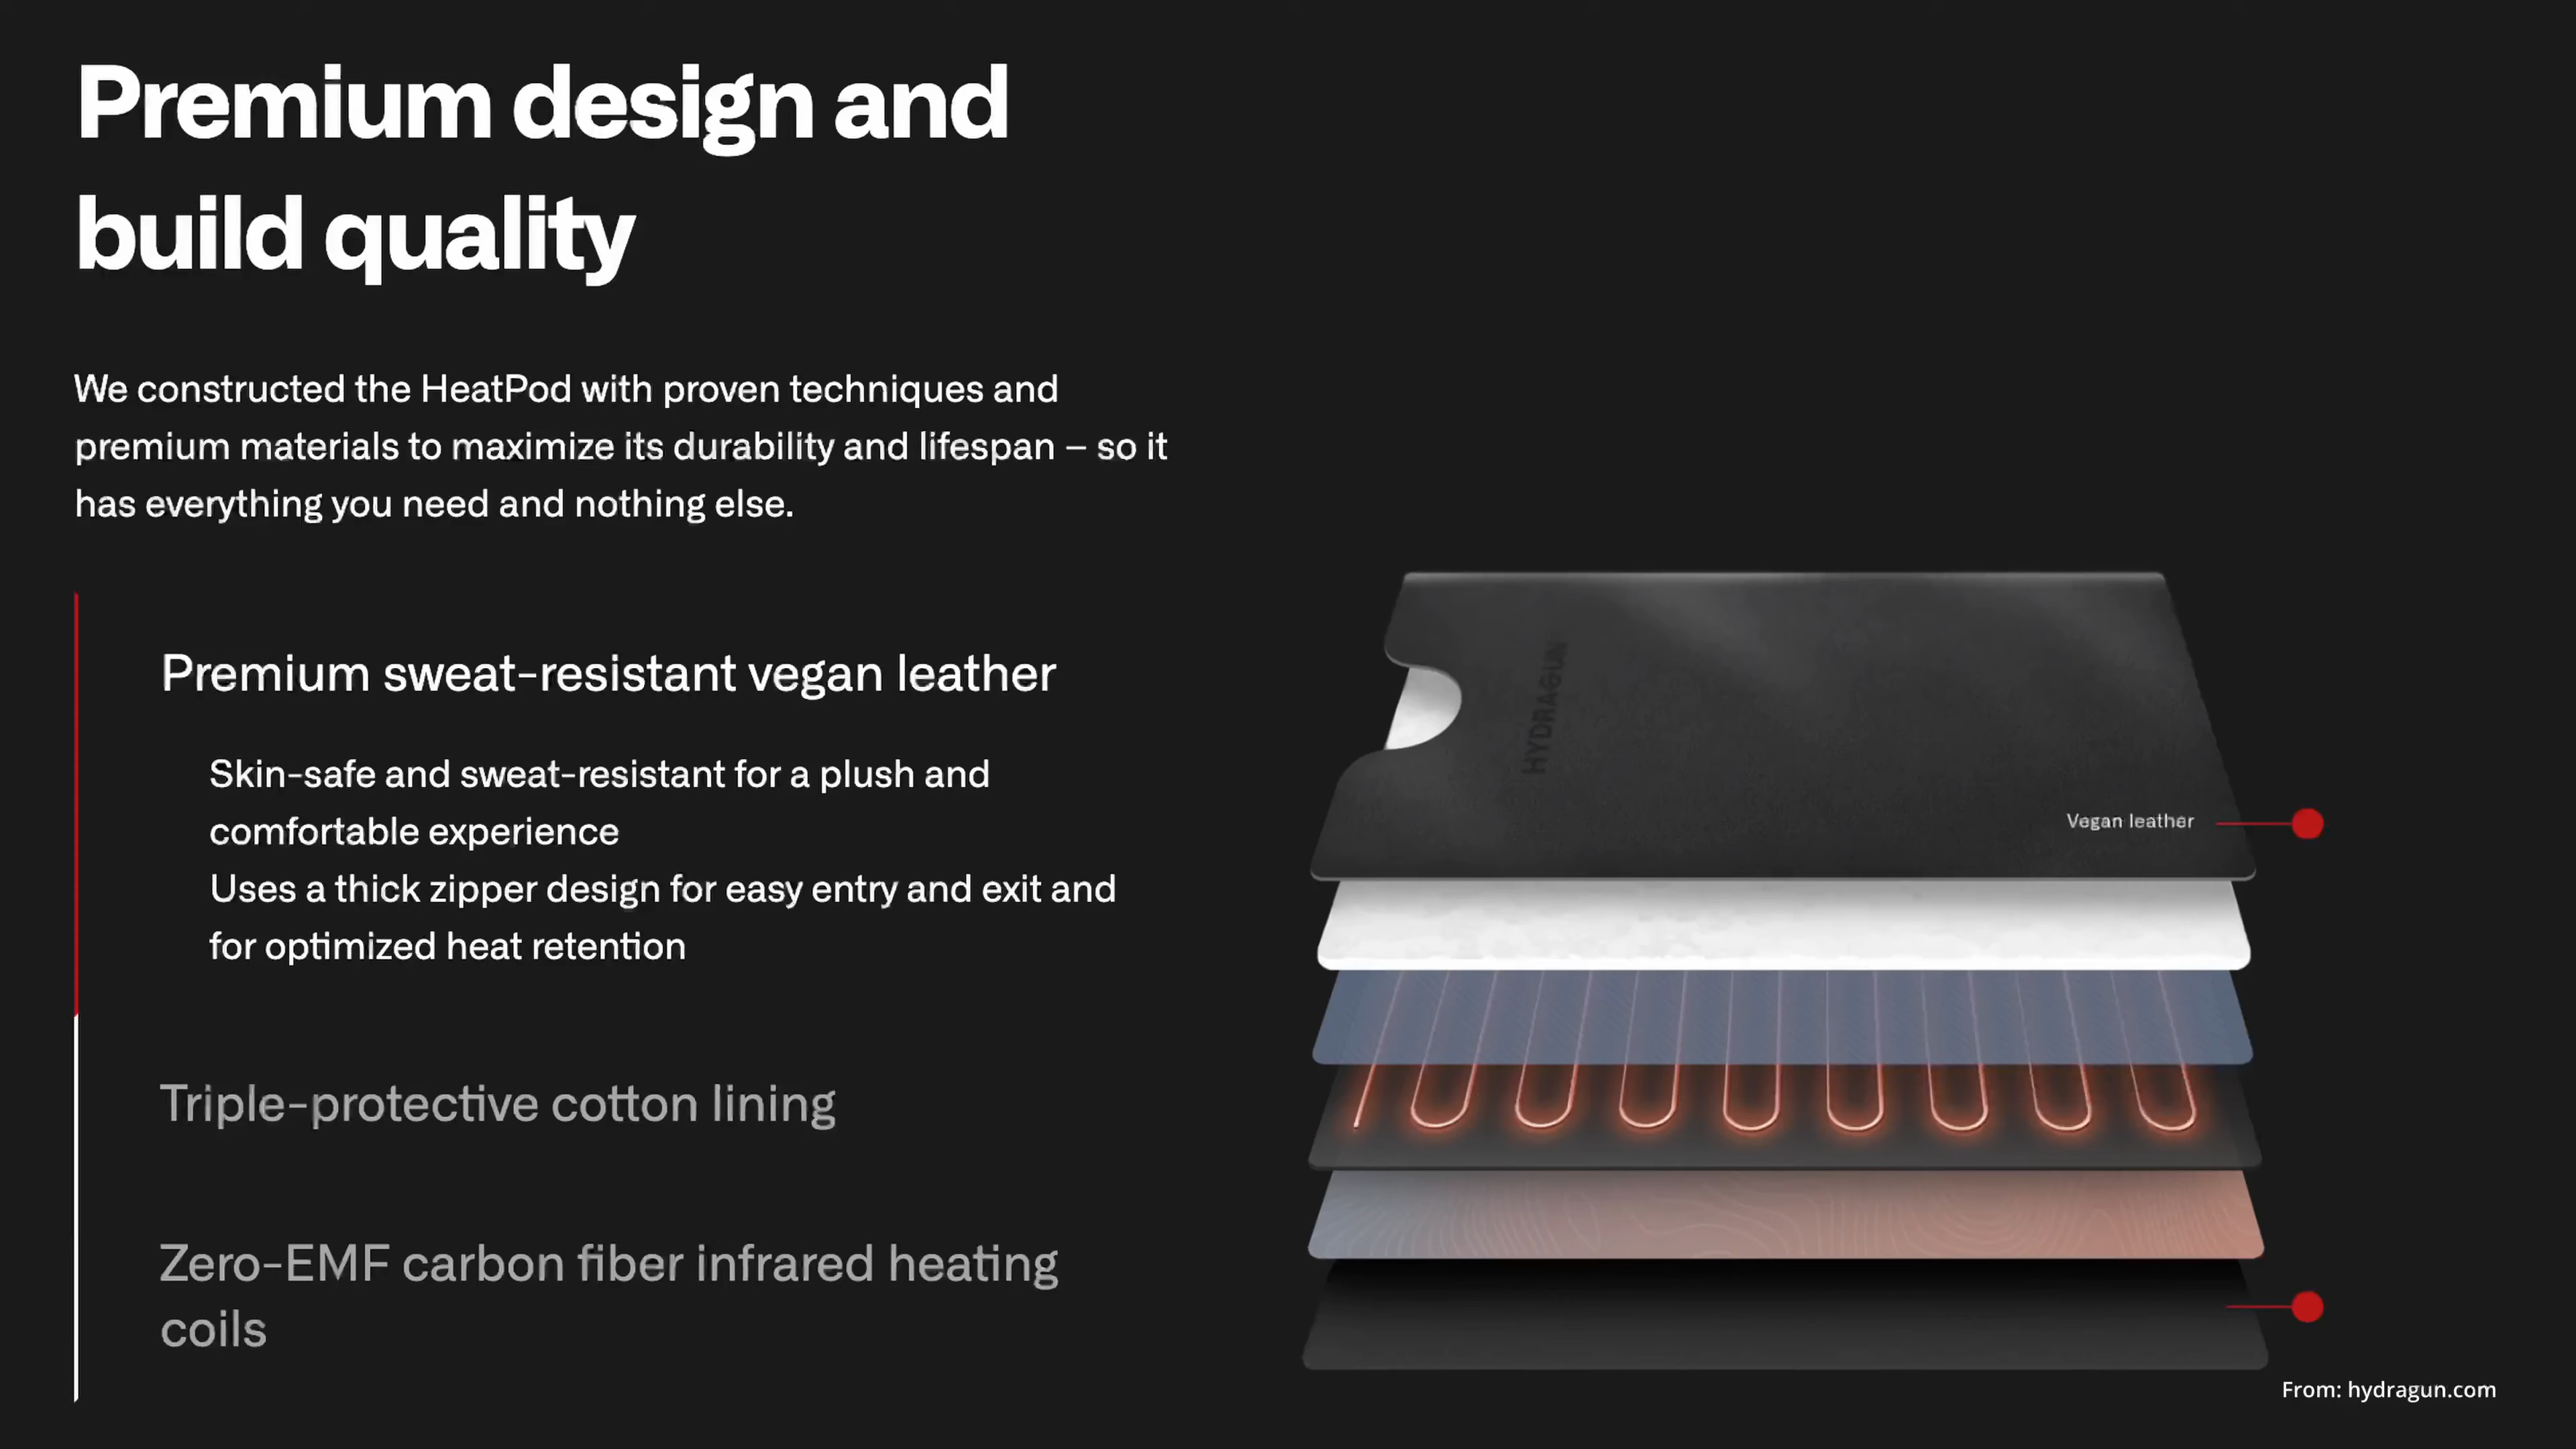 Premium design and
build quality
We constructed the HeatPod with proven techniques and
premium materials to maximize its durability and lifespan – so it
has everything you need and nothing else.
Premium sweat-resistant vegan leather
Skin-safe and sweat-resistant for a plush and
comfortable experience
Uses a thick zipper design for easy entry and exit and
for optimized heat retention
Triple-protective cotton lining
Zero-EMF carbon fiber infrared heating
coils
HYDRAGUN
Vegan leather
From: hydragun.com